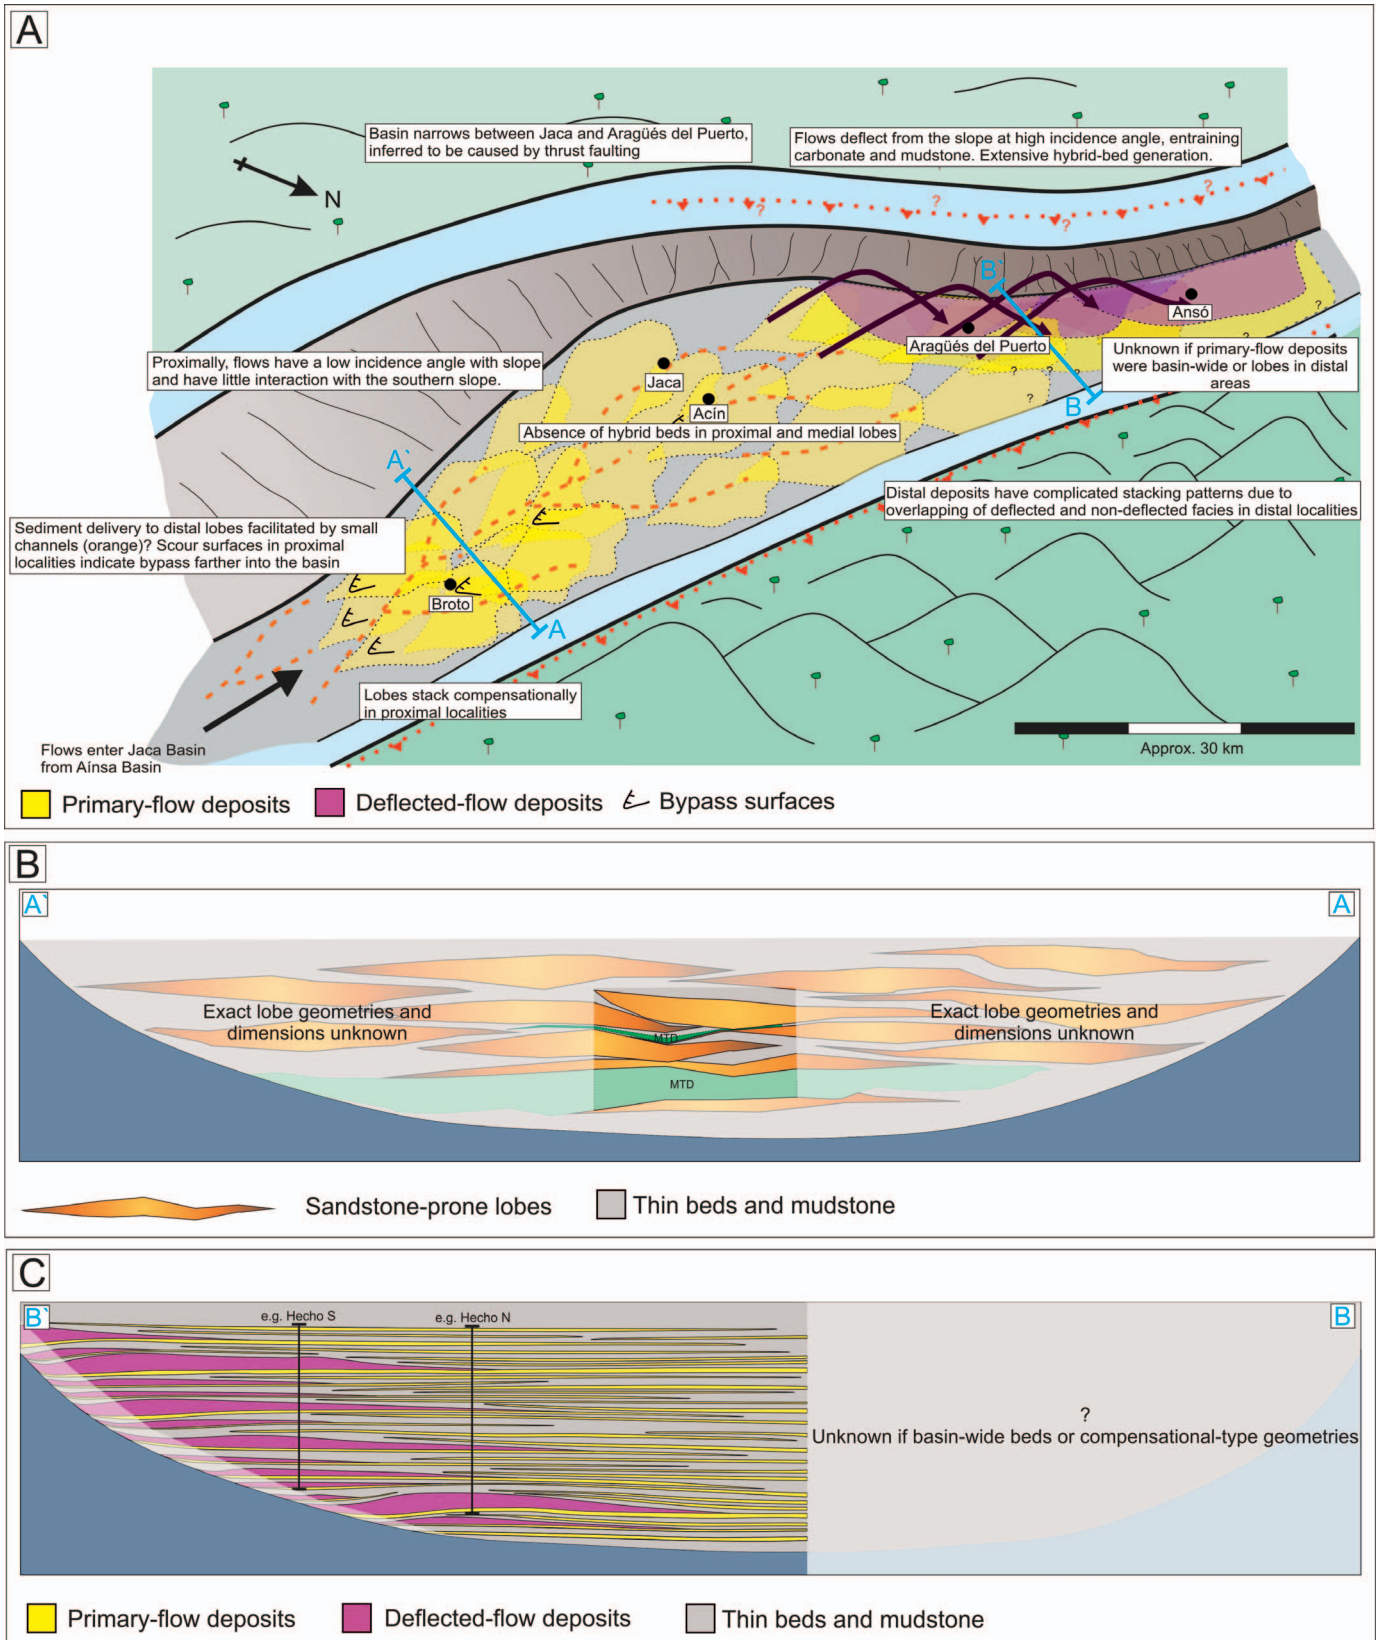 A
Basin narrows between Jaca and Aragüés del Puerto,
inferred to be caused by thrust faulting
Flows deflect from the slope at high incidence angle, entraining
carbonate and mudstone. Extensive hybrid-bed generation.
N
?
?
?
?
B`
Ansó
Aragüés del Puerto
?
?
Proximally, flows have a low incidence angle with slope
and have little interaction with the southern slope.
Jaca
Acín
Unknown if primary-flow deposits
were basin-wide or lobes in distal
areas
?
?
?
?
B
Absence of hybrid beds in proximal and medial lobes
A`
Distal deposits have complicated stacking patterns due to
overlapping of deflected and non-deflected facies in distal localities
Sediment delivery to distal lobes facilitated by small
channels (orange)? Scour surfaces in proximal
localities indicate bypass farther into the basin
Broto
A
Lobes stack compensationally
in proximal localities
Flows enter Jaca Basin
from Aínsa Basin
Approx. 30 km
Primary-flow deposits
Deflected-flow deposits
Bypass surfaces
B
A`
A
Exact lobe geometries and
dimensions unknown
Exact lobe geometries and
dimensions unknown
MTD
MTD
Sandstone-prone lobes
Thin beds and mudstone
C
B`
e.g. Hecho S
e.g. Hecho N
B
?
Unknown if basin-wide beds or compensational-type geometries
Primary-flow deposits
Deflected-flow deposits
Thin beds and mudstone